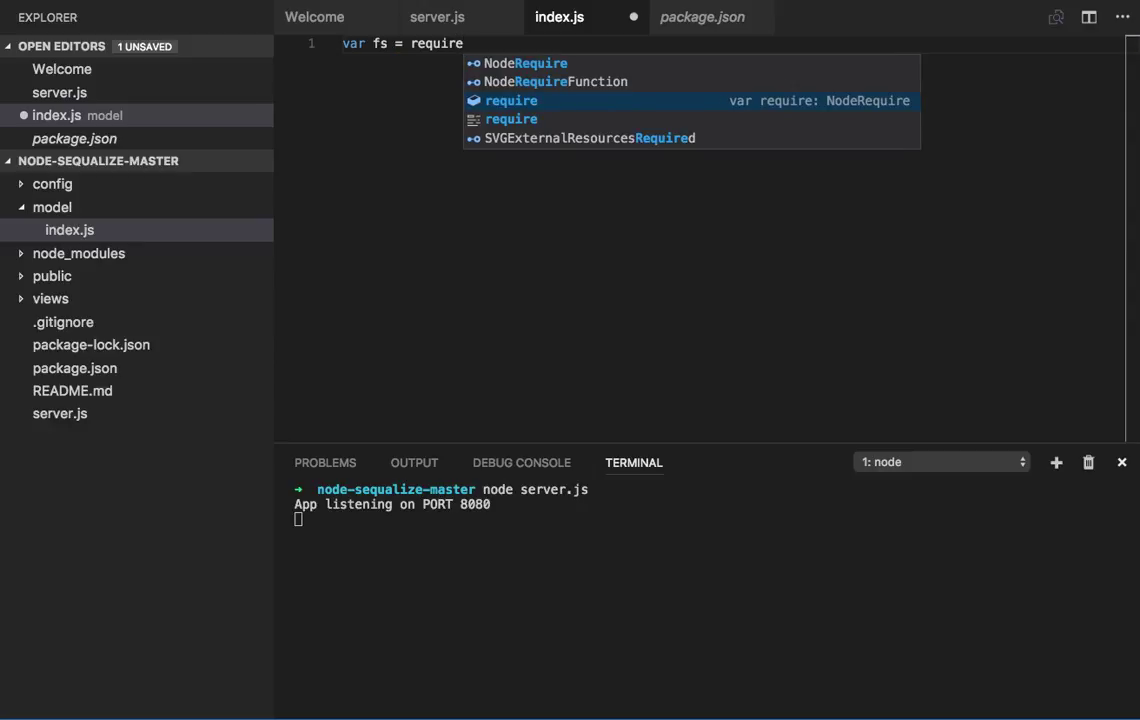 EXPLORER
OPEN EDITORS 1 UNSAVED
Welcome
server.js
index.js model
package.json
NODE-SEQUALIZE-MASTER
config
model
index.js
node_modules
public
views
.gitignore
package-lock.json
package.json
README.md
server.js
Welcome server.js index.js package.json
1 var fs = require
NodeRequire
NodeRequireFunction
require var require: NodeRequire
require
SVGExternalResourcesRequired
PROBLEMS OUTPUT DEBUG CONSOLE TERMINAL 1: node
→ node-sequalize-master node server.js
App listening on PORT 8080